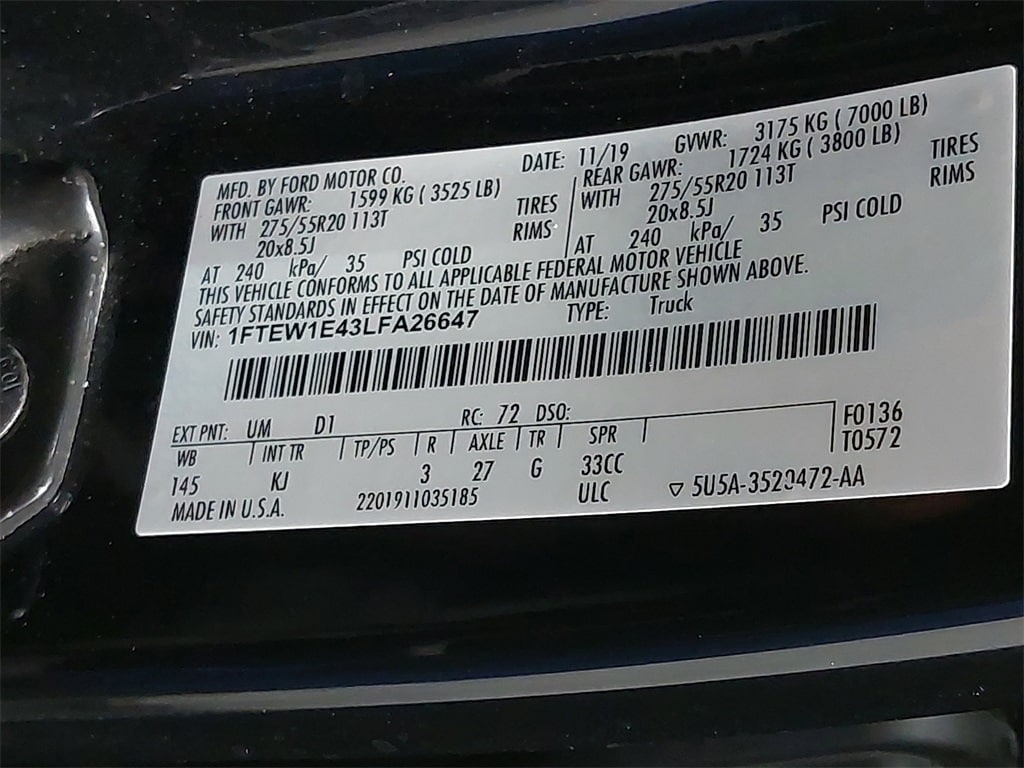 MFD. BY FORD MOTOR CO. DATE: 11/19 GVWR: 3175 KG ( 7000 LB)
FRONT GAWR: 1599 KG ( 3525 LB) REAR GAWR: 1724 KG ( 3800 LB)
WITH 275/55R20 113T TIRES WITH 275/55R20 113T TIRES
20x8.5J RIMS 20x8.5J RIMS
AT 240 kPa/ 35 PSI COLD AT 240 kPa/ 35 PSI COLD
THIS VEHICLE CONFORMS TO ALL APPLICABLE FEDERAL MOTOR VEHICLE
SAFETY STANDARDS IN EFFECT ON THE DATE OF MANUFACTURE SHOWN ABOVE.
VIN: 1FTEW1E43LFA26647 TYPE: Truck
EXT PNT: UM D1 RC: 72 DSO: F0136
WB INT TR TP/PS R AXLE TR SPR T0572
145 KJ 3 27 G 33CC
MADE IN U.S.A. 2201911035185 ULC ▽ 5U5A-3520472-AA